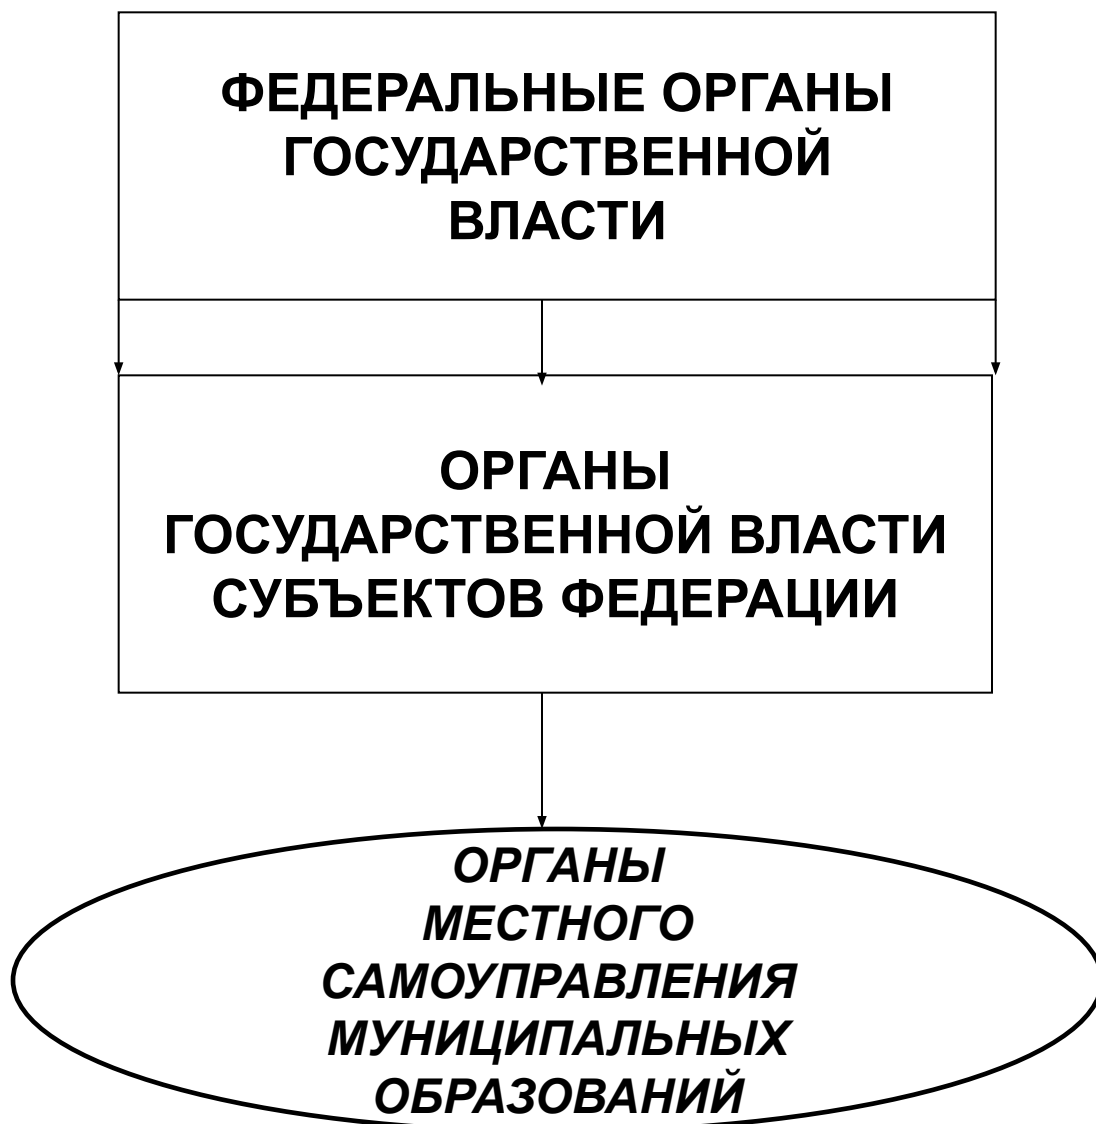 ФЕДЕРАЛЬНЫЕ ОРГАНЫ
ГОСУДАРСТВЕННОЙ
ВЛАСТИ
ОРГАНЫ
ГОСУДАРСТВЕННОЙ ВЛАСТИ
СУБЪЕКТОВ ФЕДЕРАЦИИ
ОРГАНЫ
МЕСТНОГО
САМОУПРАВЛЕНИЯ
МУНИЦИПАЛЬНЫХ
ОБРАЗОВАНИЙ